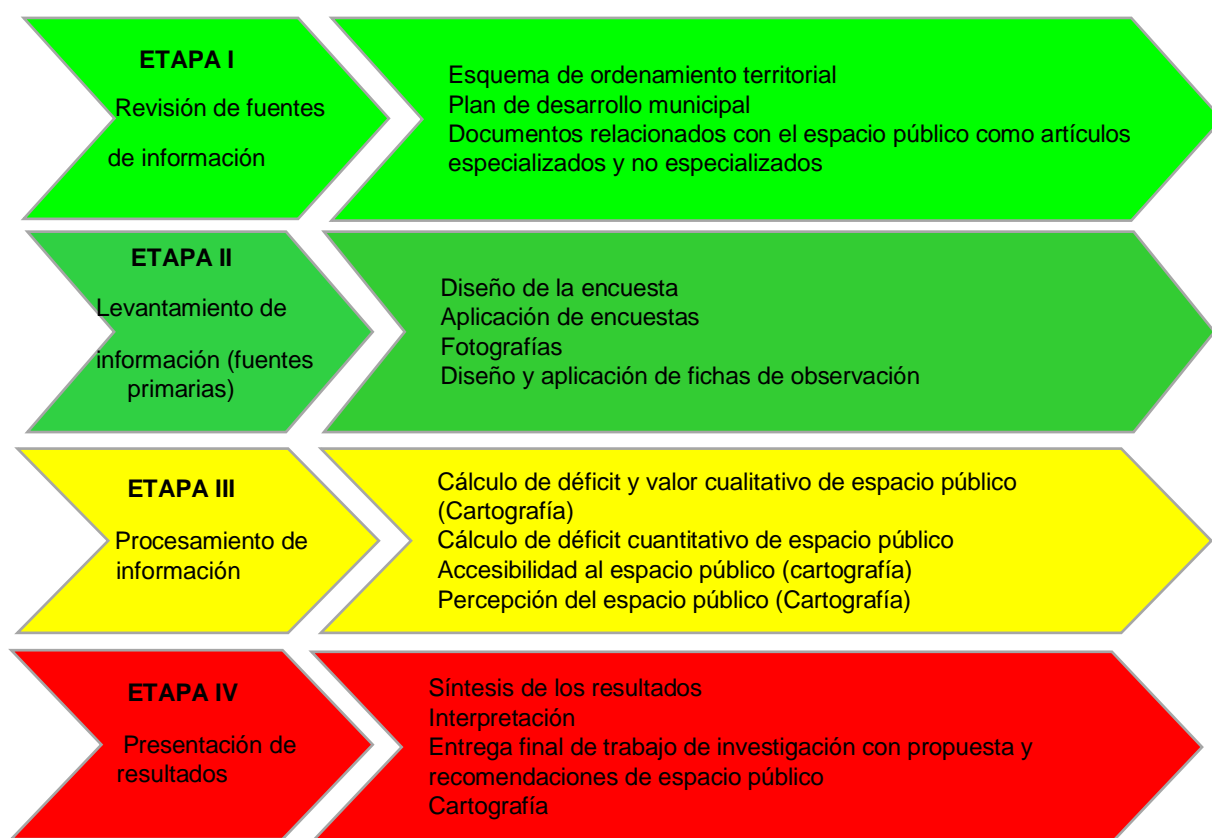 ETAPA I
Revisión de fuentes
de información
Esquema de ordenamiento territorial
Plan de desarrollo municipal
Documentos relacionados con el espacio público como artículos
especializados y no especializados
ETAPA II
Levantamiento de
información (fuentes
primarias)
Diseño de la encuesta
Aplicación de encuestas
Fotografías
Diseño y aplicación de fichas de observación
ETAPA III
Procesamiento de
información
Cálculo de déficit y valor cualitativo de espacio público
(Cartografía)
Cálculo de déficit cuantitativo de espacio público
Accesibilidad al espacio público (cartografía)
Percepción del espacio público (Cartografía)
ETAPA IV
Presentación de
resultados
Síntesis de los resultados
Interpretación
Entrega final de trabajo de investigación con propuesta y
recomendaciones de espacio público
Cartografía